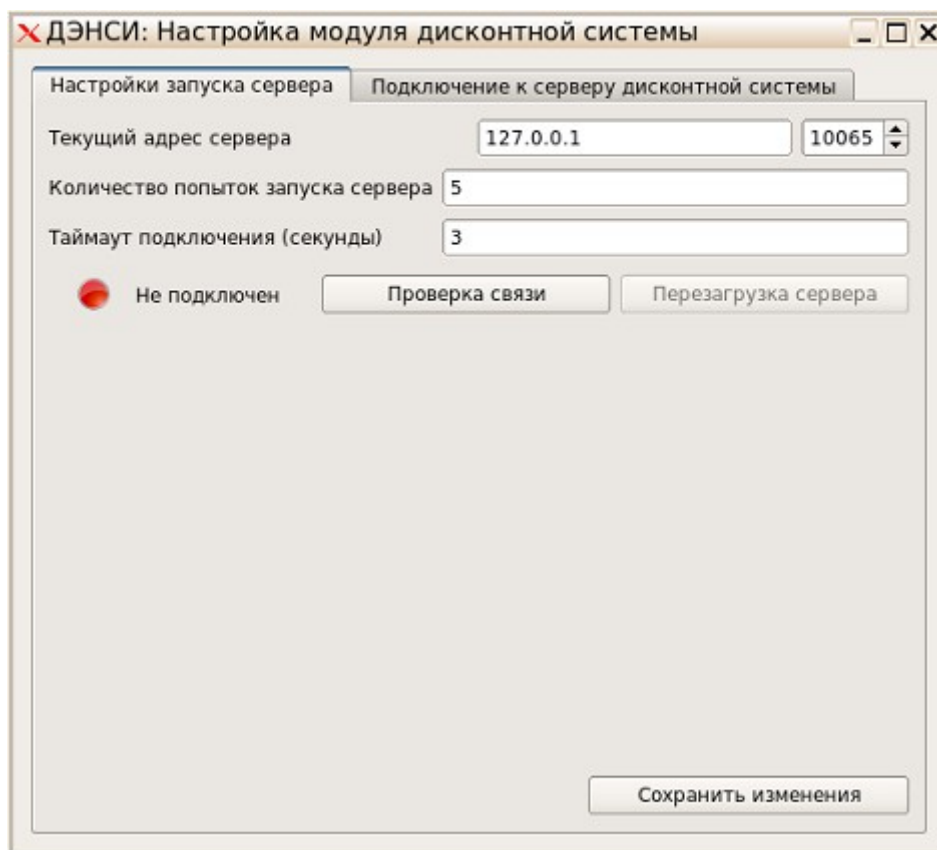 ДЭНСИ: Настройка модуля дисконтной системы
Настройки запуска сервера Подключение к серверу дисконтной системы
Текущий адрес сервера 127.0.0.1 10065
Количество попыток запуска сервера 5
Таймаут подключения (секунды) 3
Не подключен Проверка связи Перезагрузка сервера
Сохранить изменения